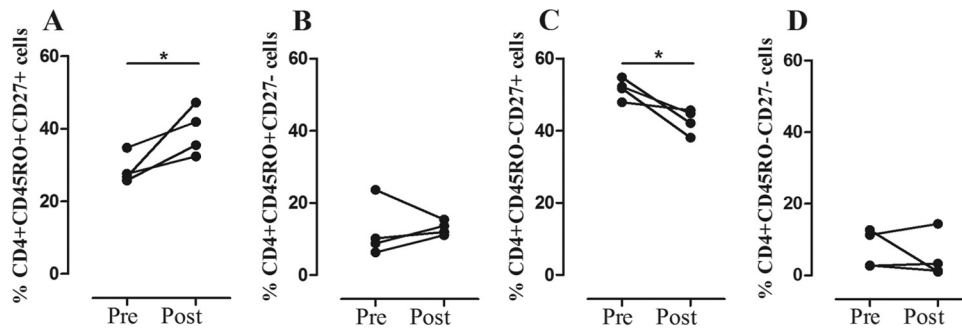 A
% CD4+CD45RO+CD27+ cells
60
40
20
0
*
Pre Post
B
% CD4+CD45RO+CD27- cells
60
40
20
0
Pre Post
C
% CD4+CD45RO-CD27+ cells
60
40
20
0
*
Pre Post
D
% CD4+CD45RO-CD27- cells
60
40
20
0
Pre Post